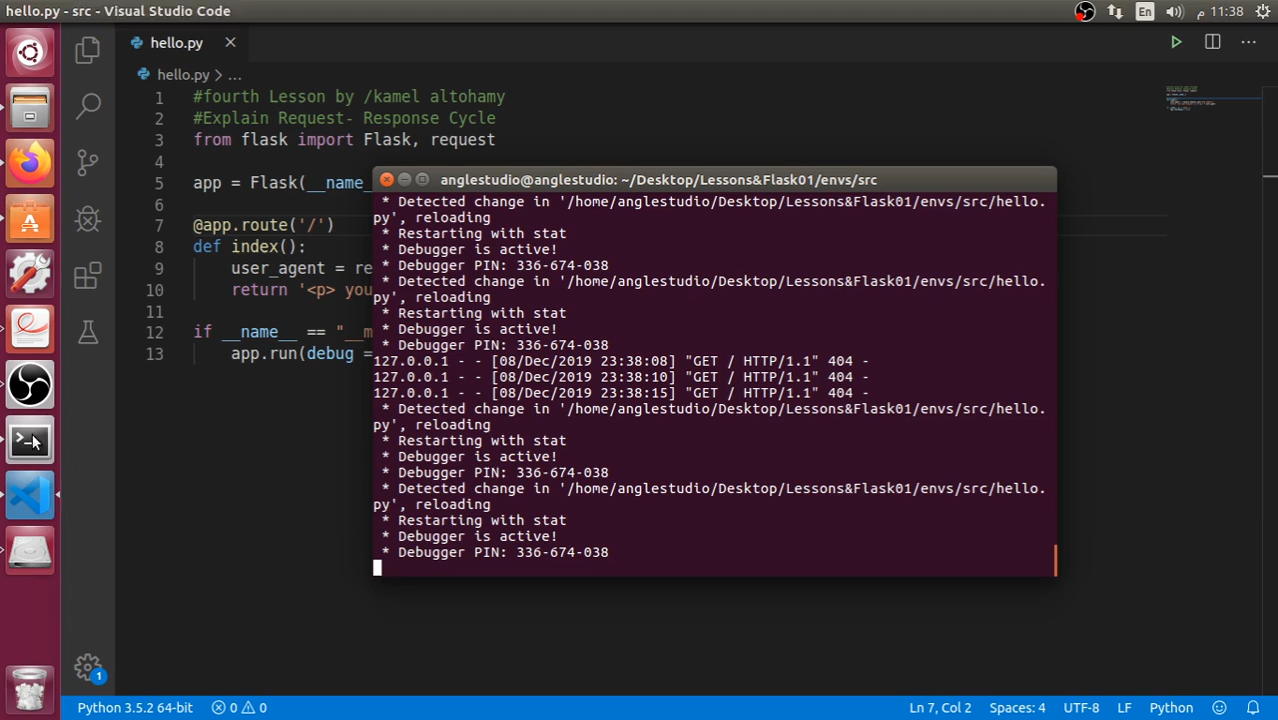 hello.py - src - Visual Studio Code
En
11:38 م
hello.py
hello.py > ...
1 #fourth Lesson by /kamel altohamy
2 #Explain Request- Response Cycle
3 from flask import Flask, request
4
5 app = Flask(__name_
6
7 @app.route('/')
8 def index():
9 user_agent = re
10 return '<p> you
11
12 if __name__ == "__m
13 app.run(debug =
anglestudio@anglestudio: ~/Desktop/Lessons&Flask01/envs/src
* Detected change in '/home/anglestudio/Desktop/Lessons&Flask01/envs/src/hello.
py', reloading
* Restarting with stat
* Debugger is active!
* Debugger PIN: 336-674-038
* Detected change in '/home/anglestudio/Desktop/Lessons&Flask01/envs/src/hello.
py', reloading
* Restarting with stat
* Debugger is active!
* Debugger PIN: 336-674-038
127.0.0.1 - - [08/Dec/2019 23:38:08] "GET / HTTP/1.1" 404 -
127.0.0.1 - - [08/Dec/2019 23:38:10] "GET / HTTP/1.1" 404 -
127.0.0.1 - - [08/Dec/2019 23:38:15] "GET / HTTP/1.1" 404 -
* Detected change in '/home/anglestudio/Desktop/Lessons&Flask01/envs/src/hello.
py', reloading
* Restarting with stat
* Debugger is active!
* Debugger PIN: 336-674-038
* Detected change in '/home/anglestudio/Desktop/Lessons&Flask01/envs/src/hello.
py', reloading
* Restarting with stat
* Debugger is active!
* Debugger PIN: 336-674-038
1
Python 3.5.2 64-bit
0
0
Ln 7, Col 2
Spaces: 4
UTF-8
LF
Python